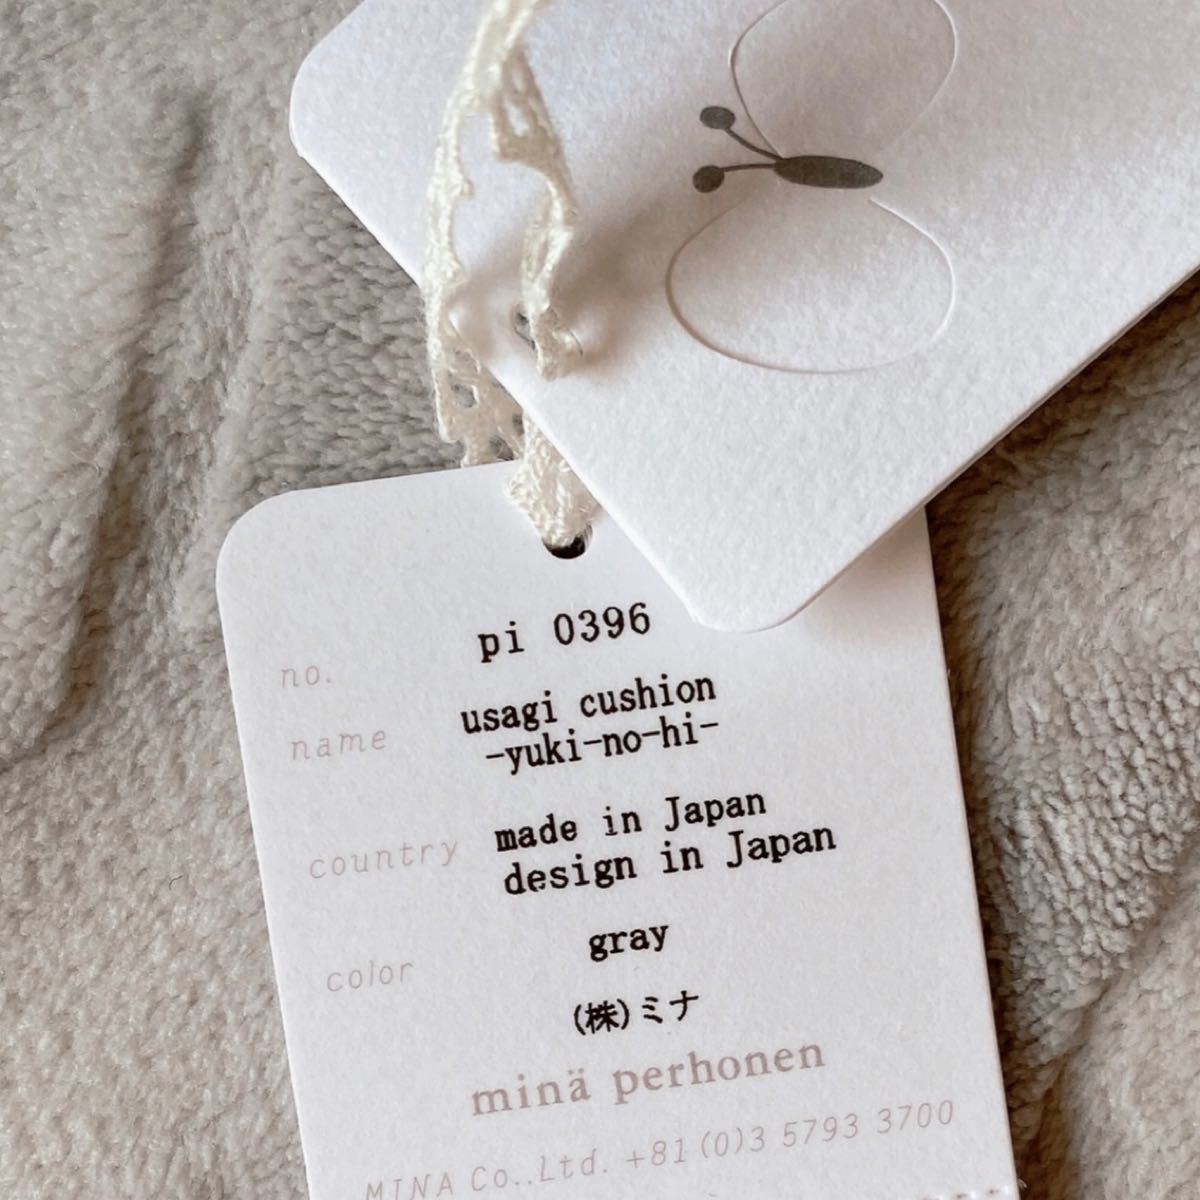 no. pi 0396
name usagi cushion
-yuki-no-hi-
country made in Japan
design in Japan
color gray
(株)ミナ
minä perhonen
MINA Co.,Ltd. +81(0)3 5793 3700